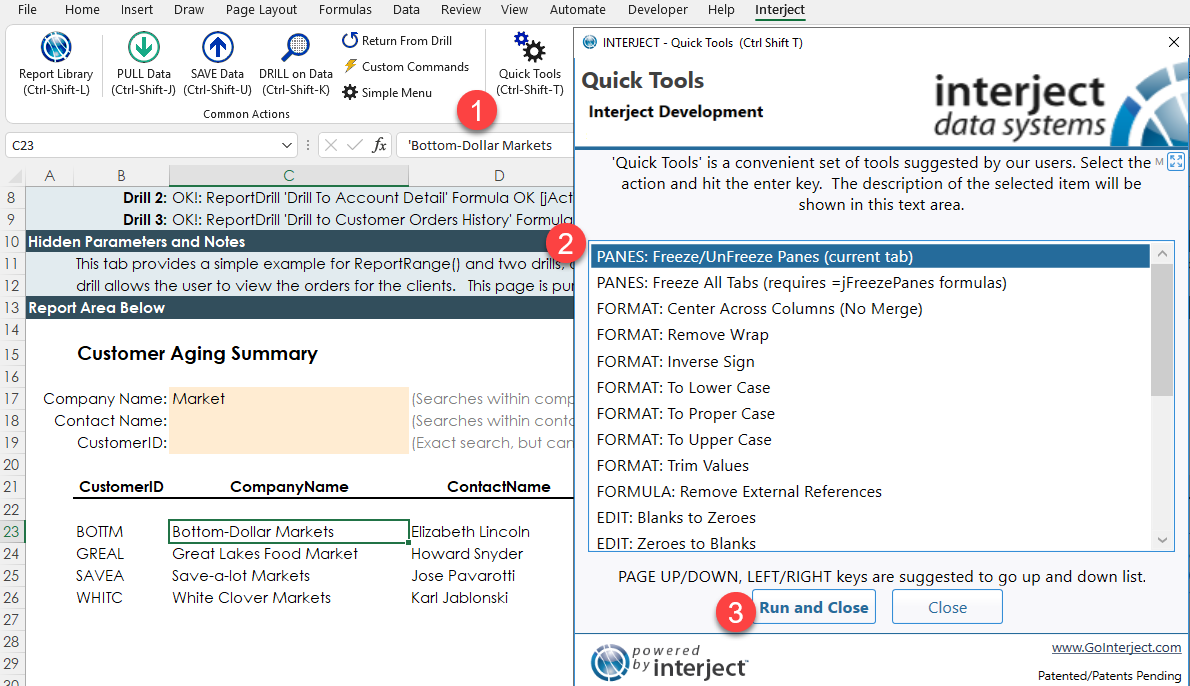 File Home Insert Draw Page Layout Formulas Data Review View Automate Developer Help Interject
Report Library
(Ctrl-Shift-L)
PULL Data
(Ctrl-Shift-J)
SAVE Data
(Ctrl-Shift-U)
DRILL on Data
(Ctrl-Shift-K)
Return From Drill
Custom Commands
Simple Menu
Common Actions
Quick Tools
(Ctrl-Shift-T)
1
C23
fx
'Bottom-Dollar Markets
A B C D
8 Drill 2: OK!: ReportDrill 'Drill To Account Detail' Formula OK [jAct
9 Drill 3: OK!: ReportDrill 'Drill to Customer Orders History' Formula
10 Hidden Parameters and Notes
11 This tab provides a simple example for ReportRange() and two drills,
12 drill allows the user to view the orders for the clients. This page is pur
13 Report Area Below
14
15 Customer Aging Summary
16
17 Company Name: Market (Searches within comp
18 Contact Name: (Searches within conta
19 CustomerID: (Exact search, but can
20
21 CustomerID CompanyName ContactName
22
23 BOTTM Bottom-Dollar Markets Elizabeth Lincoln
24 GREAL Great Lakes Food Market Howard Snyder
25 SAVEA Save-a-lot Markets Jose Pavarotti
26 WHITC White Clover Markets Karl Jablonski
27
28
29
30
INTERJECT - Quick Tools (Ctrl Shift T)
Quick Tools
Interject Development
interject
data systems
'Quick Tools' is a convenient set of tools suggested by our users. Select the M
action and hit the enter key. The description of the selected item will be
shown in this text area.
2
PANES: Freeze/UnFreeze Panes (current tab)
PANES: Freeze All Tabs (requires =jFreezePanes formulas)
FORMAT: Center Across Columns (No Merge)
FORMAT: Remove Wrap
FORMAT: Inverse Sign
FORMAT: To Lower Case
FORMAT: To Proper Case
FORMAT: To Upper Case
FORMAT: Trim Values
FORMULA: Remove External References
EDIT: Blanks to Zeroes
EDIT: Zeroes to Blanks
PAGE UP/DOWN, LEFT/RIGHT keys are suggested to go up and down list.
3
Run and Close
Close
powered
by interject
www.GoInterject.com
Patented/Patents Pending